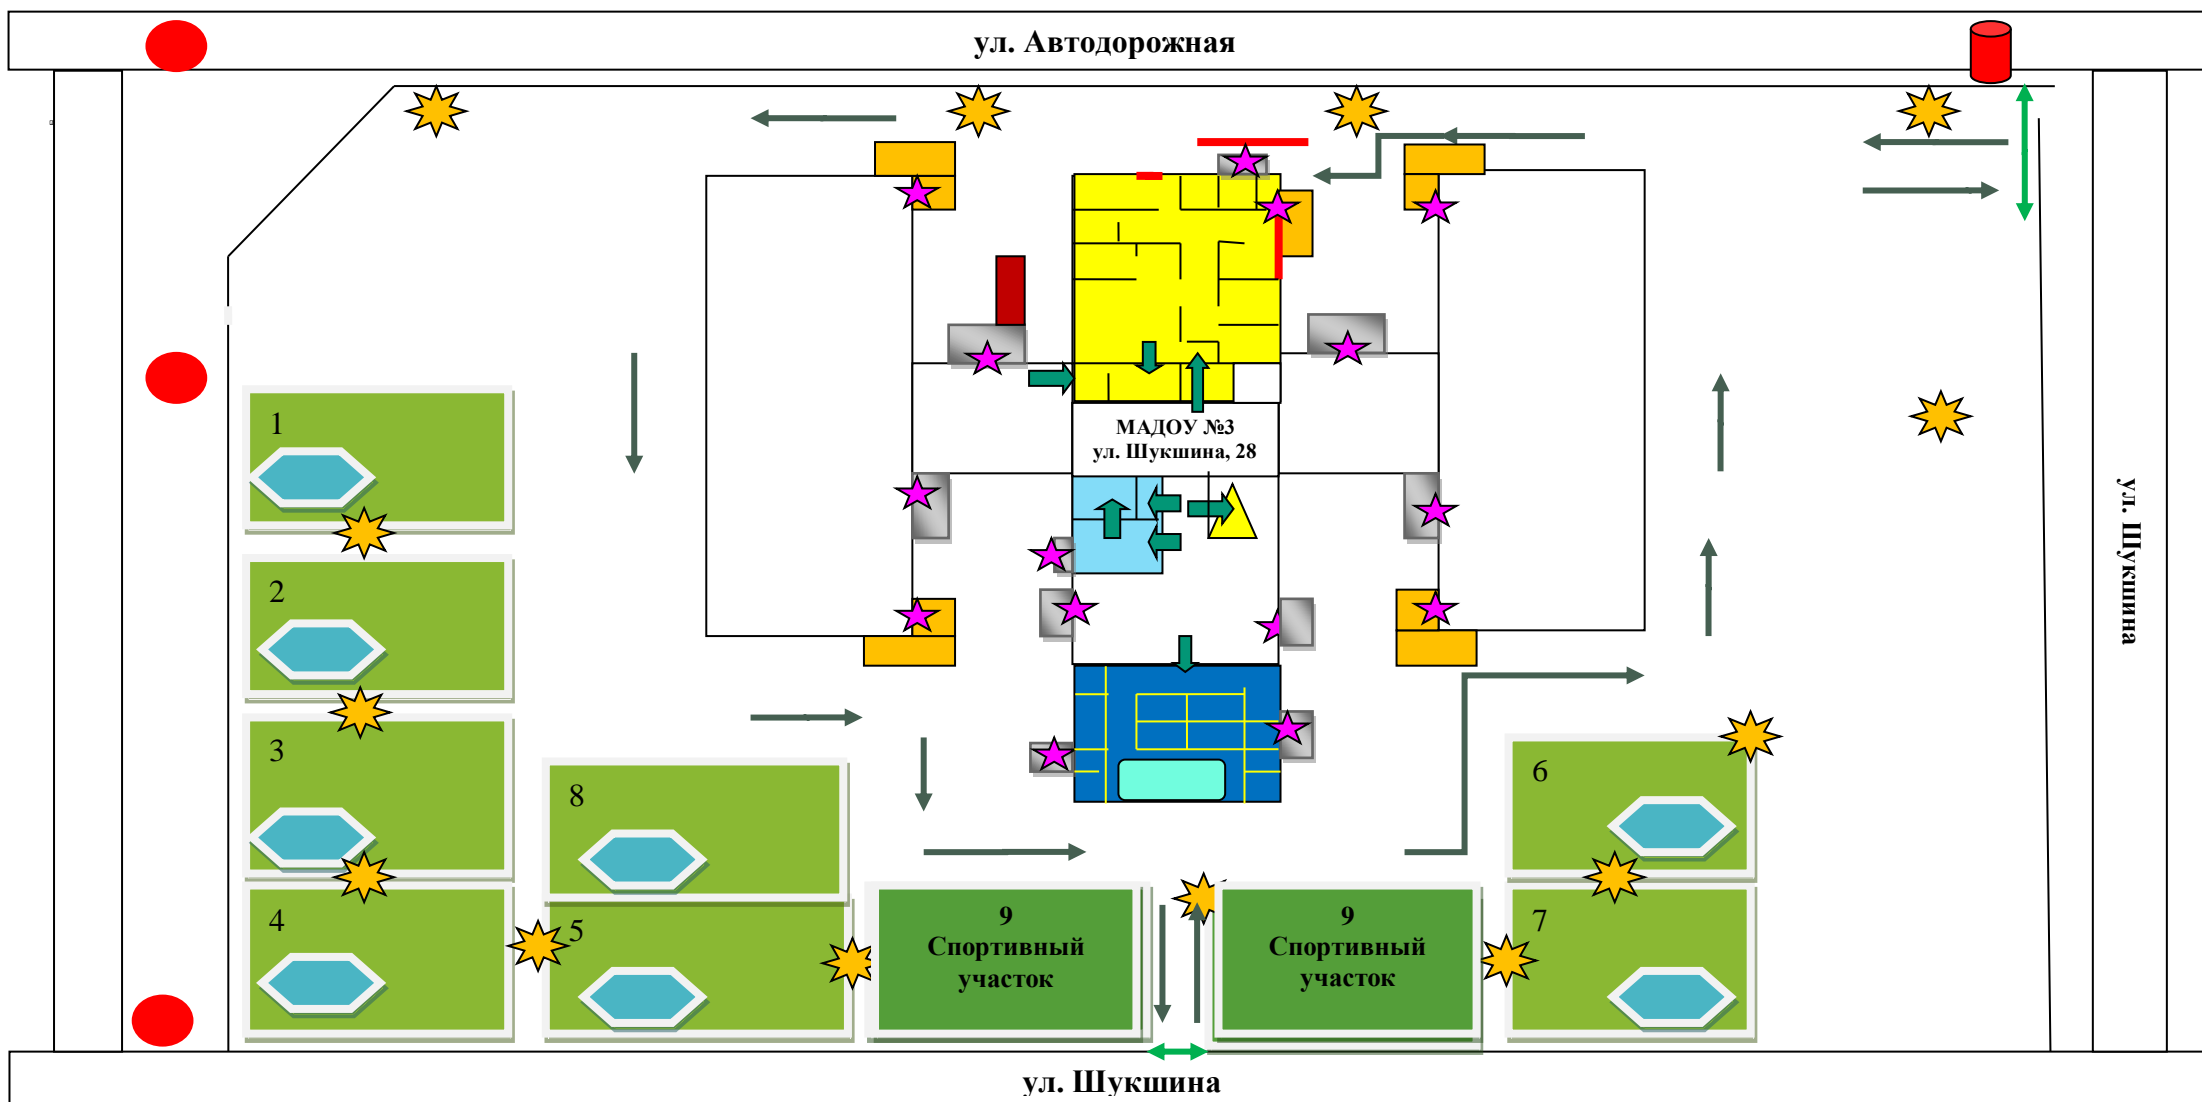 ул. Автодорожная
1
МАДОУ №3
ул. Шукшина, 28
ул. Шукшина
2
3
8
6
4
5
9
Спортивный
участок
9
Спортивный
участок
7
ул. Шукшина